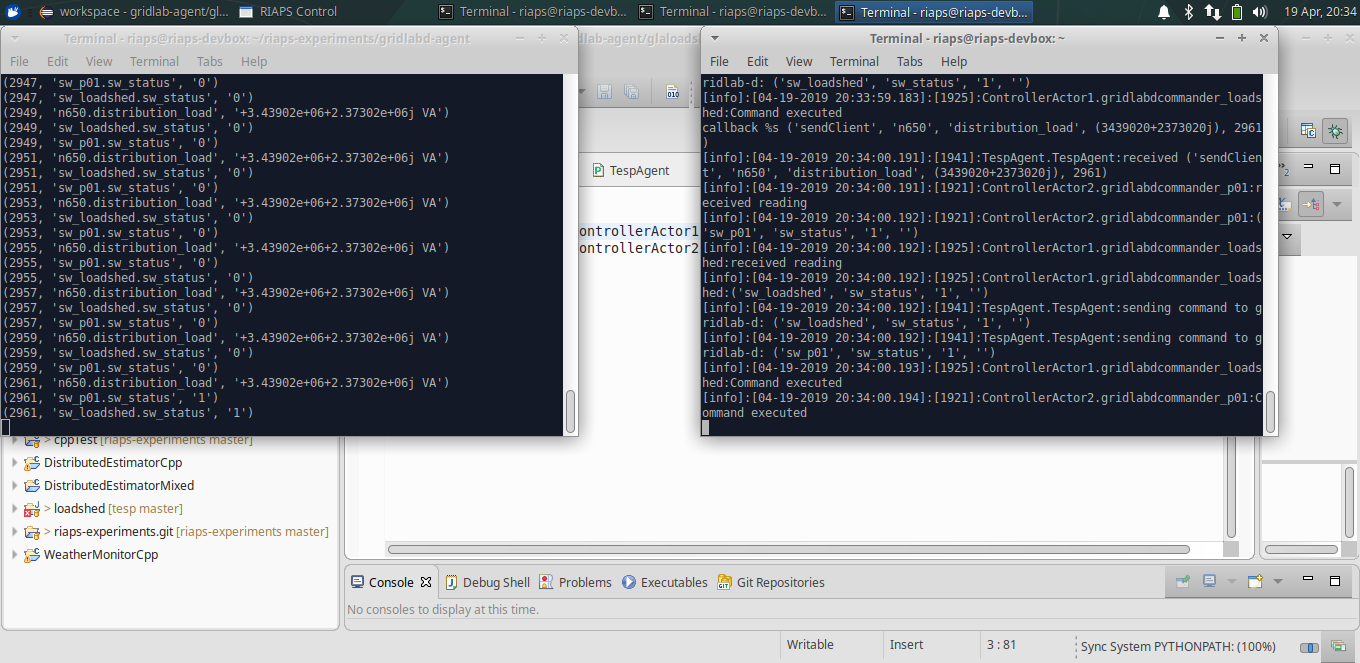 workspace - gridlab-agent/gl...
RIAPS Control
Terminal - riaps@riaps-devb...
Terminal - riaps@riaps-devb...
Terminal - riaps@riaps-devb...
19 Apr, 20:34
Terminal - riaps@riaps-devbox: ~/riaps-experiments/gridlabd-agent
File Edit View Terminal Tabs Help
(2947, 'sw_p01.sw_status', '0')
(2947, 'sw_loadshed.sw_status', '0')
(2949, 'n650.distribution_load', '+3.43902e+06+2.37302e+06j VA')
(2949, 'sw_loadshed.sw_status', '0')
(2949, 'sw_p01.sw_status', '0')
(2951, 'n650.distribution_load', '+3.43902e+06+2.37302e+06j VA')
(2951, 'sw_loadshed.sw_status', '0')
(2951, 'sw_p01.sw_status', '0')
(2953, 'n650.distribution_load', '+3.43902e+06+2.37302e+06j VA')
(2953, 'sw_loadshed.sw_status', '0')
(2953, 'sw_p01.sw_status', '0')
(2955, 'n650.distribution_load', '+3.43902e+06+2.37302e+06j VA')
(2955, 'sw_p01.sw_status', '0')
(2955, 'sw_loadshed.sw_status', '0')
(2957, 'n650.distribution_load', '+3.43902e+06+2.37302e+06j VA')
(2957, 'sw_loadshed.sw_status', '0')
(2957, 'sw_p01.sw_status', '0')
(2959, 'n650.distribution_load', '+3.43902e+06+2.37302e+06j VA')
(2959, 'sw_loadshed.sw_status', '0')
(2959, 'sw_p01.sw_status', '0')
(2961, 'n650.distribution_load', '+3.43902e+06+2.37302e+06j VA')
(2961, 'sw_p01.sw_status', '1')
(2961, 'sw_loadshed.sw_status', '1')
dlab-agent/glaloads
010
TespAgent
ontrollerActor1
ontrollerActor2
Terminal - riaps@riaps-devbox: ~
File Edit View Terminal Tabs Help
ridlab-d: ('sw_loadshed', 'sw_status', '1', '')
[info]:[04-19-2019 20:33:59.183]:[1925]:ControllerActor1.gridlabdcommander_loads
hed:Command executed
callback %s ('sendClient', 'n650', 'distribution_load', (3439020+2373020j), 2961
)
[info]:[04-19-2019 20:34:00.191]:[1941]:TespAgent.TespAgent:received ('sendClien
t', 'n650', 'distribution_load', (3439020+2373020j), 2961)
[info]:[04-19-2019 20:34:00.191]:[1921]:ControllerActor2.gridlabdcommander_p01:r
eceived reading
[info]:[04-19-2019 20:34:00.192]:[1921]:ControllerActor2.gridlabdcommander_p01:(
'sw_p01', 'sw_status', '1', '')
[info]:[04-19-2019 20:34:00.192]:[1925]:ControllerActor1.gridlabdcommander_loads
hed:received reading
[info]:[04-19-2019 20:34:00.192]:[1925]:ControllerActor1.gridlabdcommander_loads
hed:('sw_loadshed', 'sw_status', '1', '')
[info]:[04-19-2019 20:34:00.192]:[1941]:TespAgent.TespAgent:sending command to g
ridlab-d: ('sw_loadshed', 'sw_status', '1', '')
[info]:[04-19-2019 20:34:00.192]:[1941]:TespAgent.TespAgent:sending command to g
ridlab-d: ('sw_p01', 'sw_status', '1', '')
[info]:[04-19-2019 20:34:00.193]:[1925]:ControllerActor1.gridlabdcommander_loads
hed:Command executed
[info]:[04-19-2019 20:34:00.194]:[1921]:ControllerActor2.gridlabdcommander_p01:C
ommand executed
> cppTest [riaps-experiments master]
DistributedEstimatorCpp
DistributedEstimatorMixed
> loadshed [tesp master]
> riaps-experiments.git [riaps-experiments master]
WeatherMonitorCpp
Console
Debug Shell
Problems
Executables
Git Repositories
No consoles to display at this time.
Writable
Insert
3 : 81
Sync System PYTHONPATH: (100%)